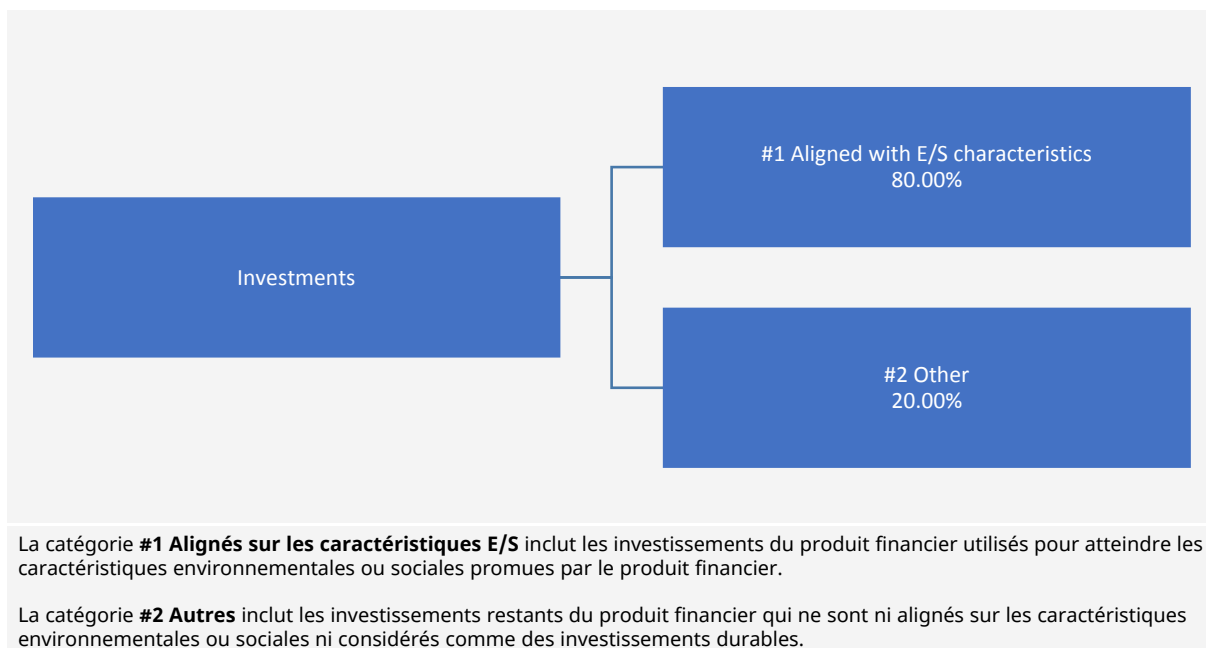 #1 Aligned with E/S characteristics
80.00%
Investments
#2 Other
20.00%
La catégorie #1 Alignés sur les caractéristiques E/S inclut les investissements du produit financier utilisés pour atteindre les
caractéristiques environnementales ou sociales promues par le produit financier.
La catégorie #2 Autres inclut les investissements restants du produit financier qui ne sont ni alignés sur les caractéristiques
environnementales ou sociales ni considérés comme des investissements durables.